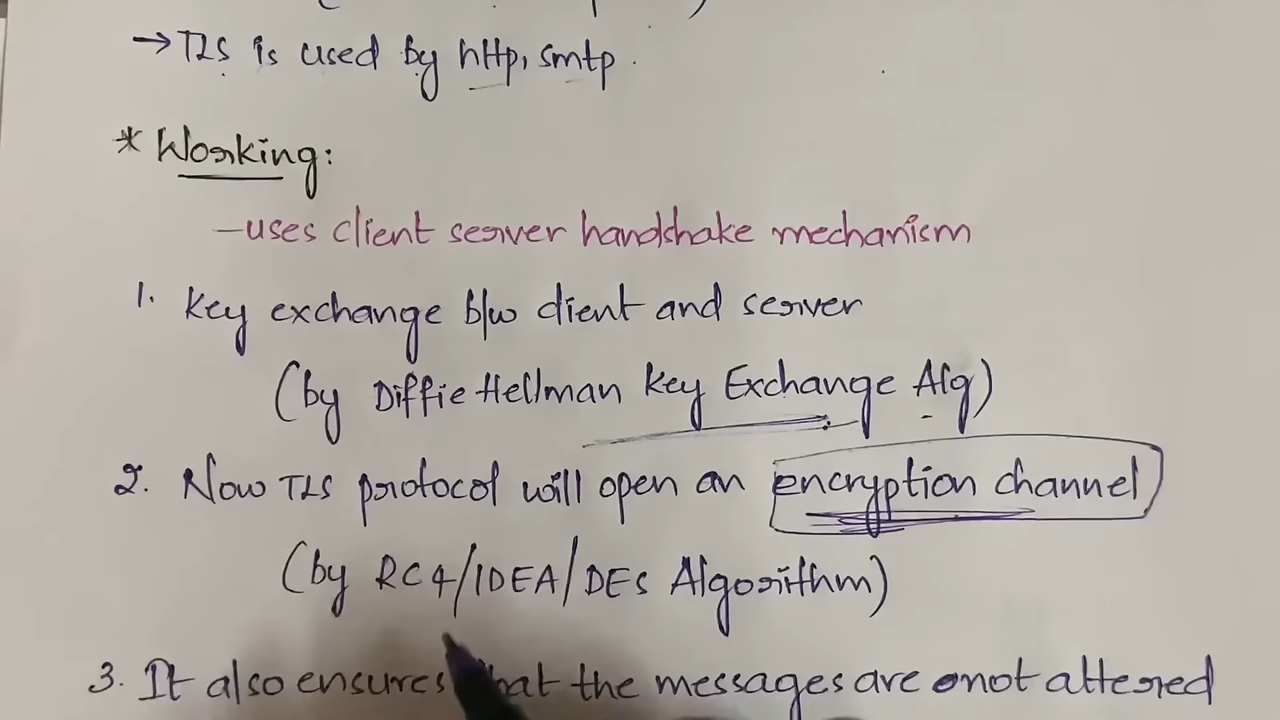 → TLS is used by http, smtp.
* Working:
- uses client server handshake mechanism
1. Key exchange b/w client and server
(by Diffie Hellman Key Exchange Alg)
2. Now TLS protocol will open an encryption channel
(by RC4/IDEA/DES Algorithm)
3. It also ensures that the messages are not altered